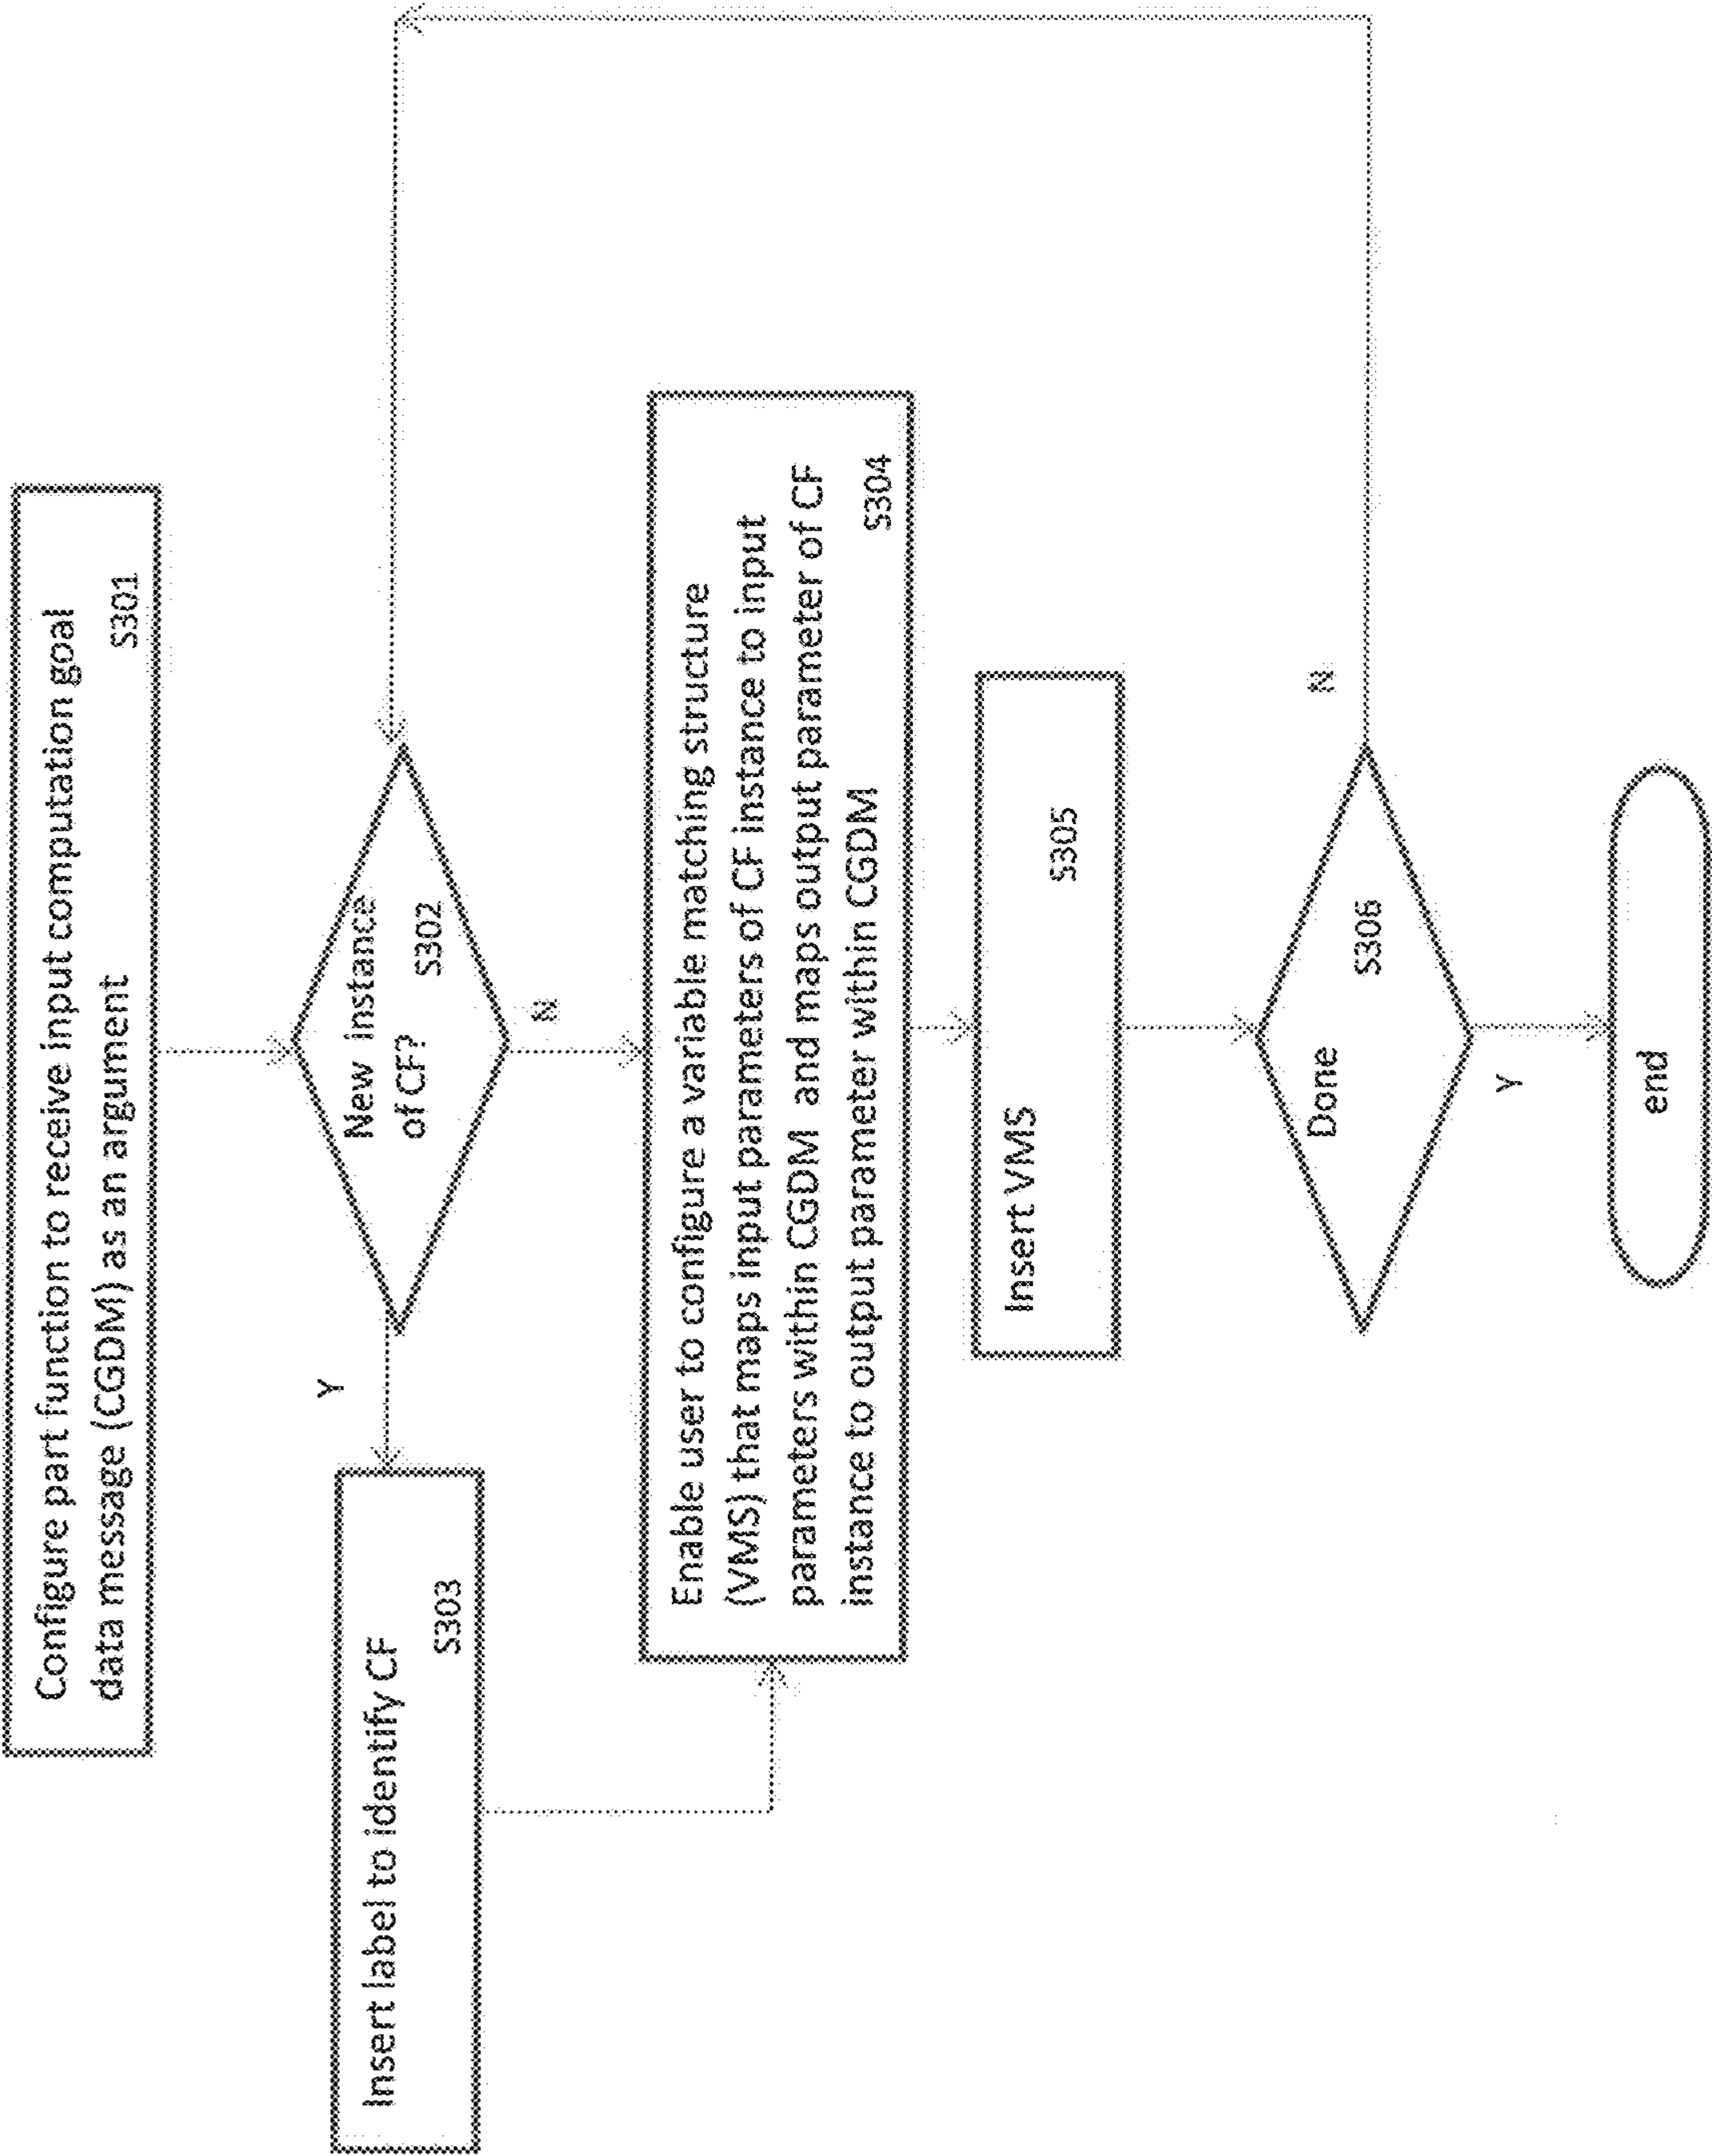 Configure part function to receive input computation goal
data message (CGDM) as an argument
S301
New instance
of CF?
S302
Y
N
Insert label to identify CF
S303
Enable user to configure a variable matching structure
(VMS) that maps input parameters of CF instance to input
parameters within CGDM and maps output parameter of CF
instance to output parameter within CGDM
S304
Insert VMS
S305
Done
S306
N
Y
end